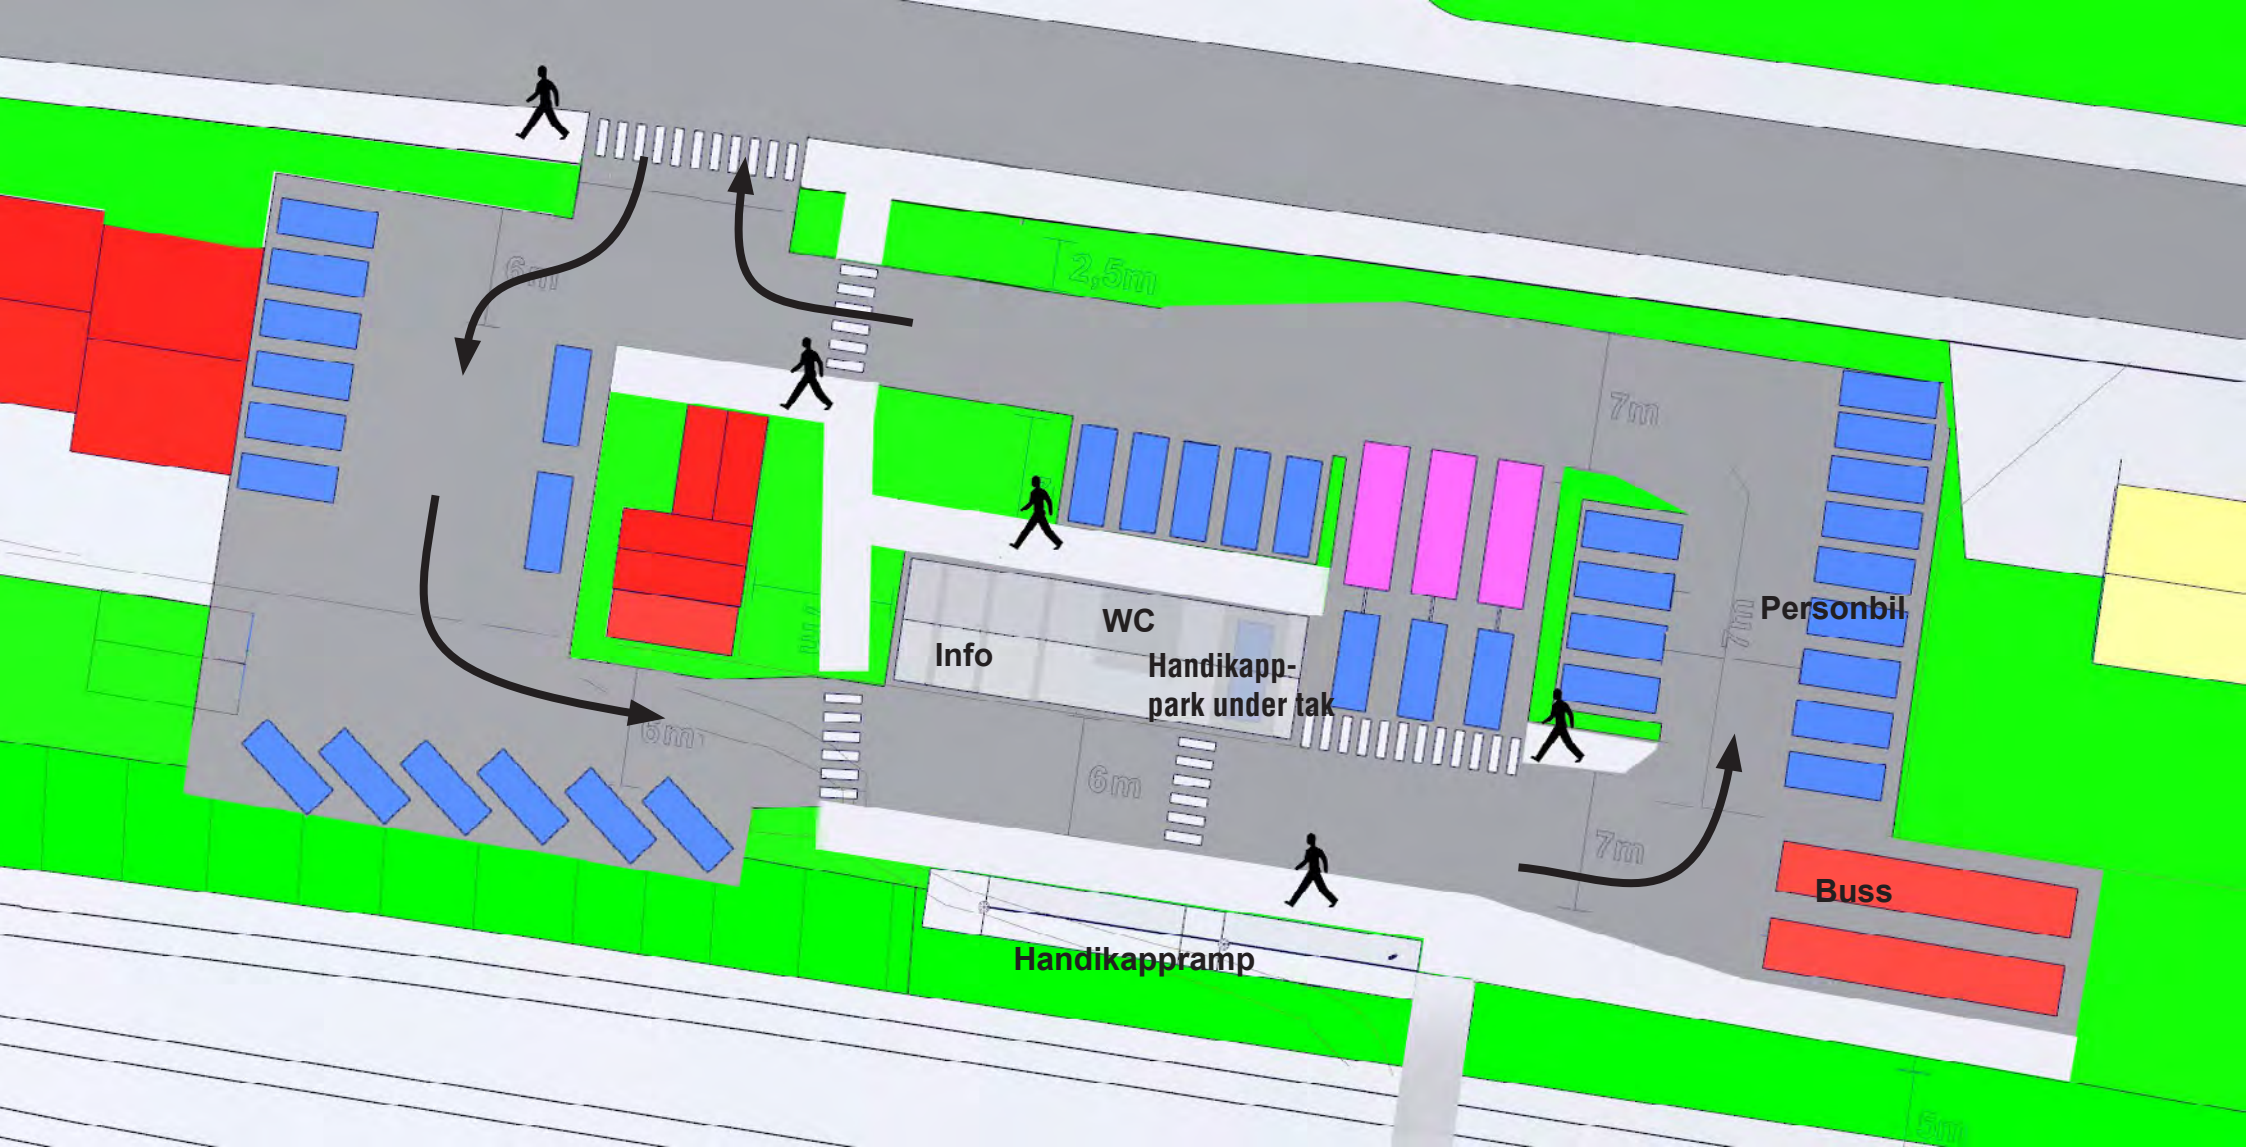 6m
2,5m
7m
Personbil
7m
WC
Info
Handikapp-
park under tak
6m
6m
7m
Buss
Handikappramp
5m